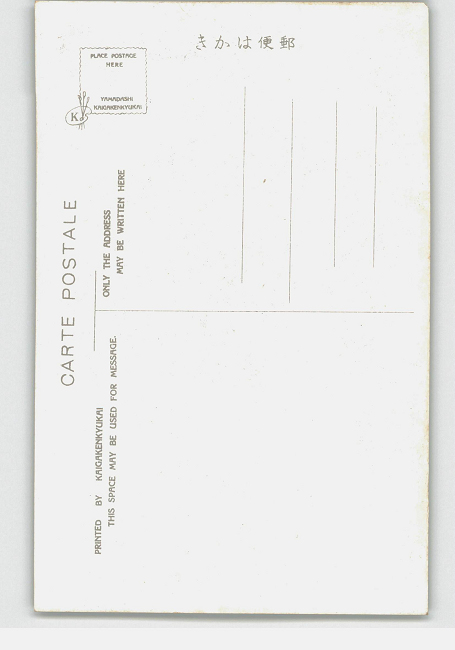 きかは便郵
PLACE POSTAGE
HERE
YAMADASHI
KAIGAKENKYUKAI
K
CARTE POSTALE
ONLY THE ADDRESS
MAY BE WRITTEN HERE
PRINTED BY KAIGAKENKYUKAI
THIS SPACE MAY BE USED FOR MESSAGE.